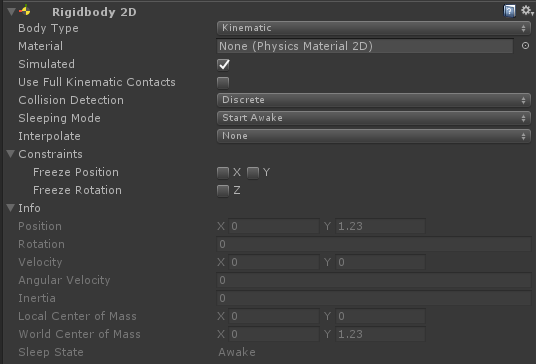 Rigidbody 2D
Body Type Kinematic
Material None (Physics Material 2D)
Simulated
Use Full Kinematic Contacts
Collision Detection Discrete
Sleeping Mode Start Awake
Interpolate None
Constraints
Freeze Position X Y
Freeze Rotation Z
Info
Position X 0 Y 1.23
Rotation 0
Velocity X 0 Y 0
Angular Velocity 0
Inertia 0
Local Center of Mass X 0 Y 0
World Center of Mass X 0 Y 1.23
Sleep State Awake